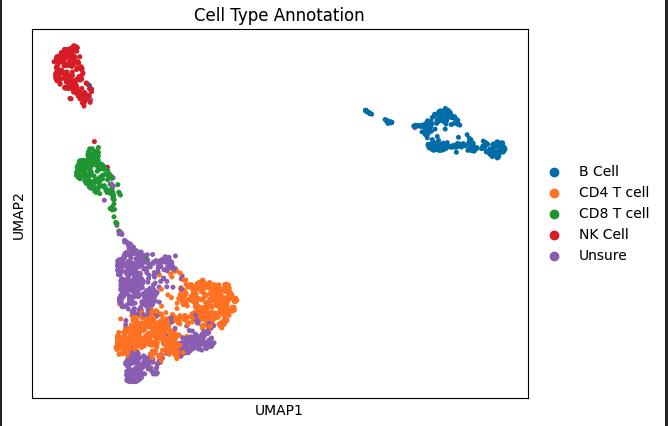 Cell Type Annotation
UMAP2
B Cell
CD4 T cell
CD8 T cell
NK Cell
Unsure
UMAP1